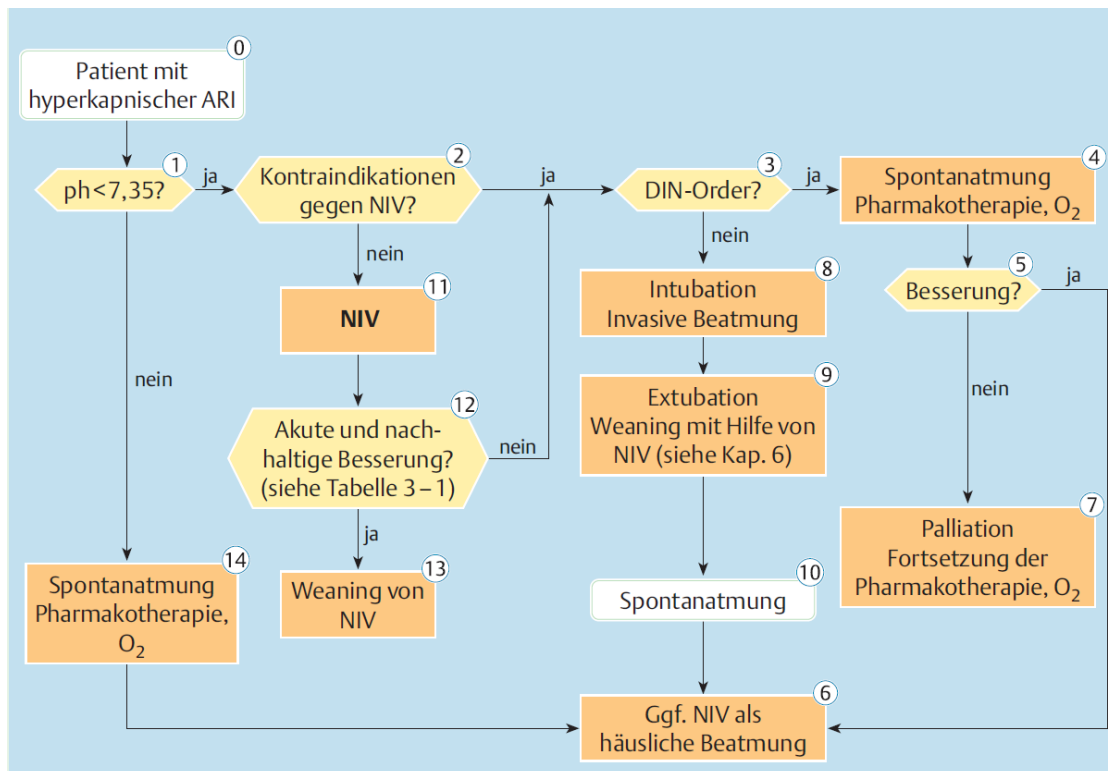 0
Patient mit
hyperkapnischer ARI
1
ph<7,35?
ja
2
Kontraindikationen
gegen NIV?
ja
3
DIN-Order?
ja
4
Spontanatmung
Pharmakotherapie, O₂
nein
nein
5
Besserung?
ja
11
NIV
8
Intubation
Invasive Beatmung
nein
9
Extubation
Weaning mit Hilfe von
NIV (siehe Kap. 6)
nein
12
Akute und nach-
haltige Besserung?
(siehe Tabelle 3–1)
nein
ja
7
Palliation
Fortsetzung der
Pharmakotherapie, O₂
14
Spontanatmung
Pharmakotherapie,
O₂
13
Weaning von
NIV
10
Spontanatmung
6
Ggf. NIV als
häusliche Beatmung